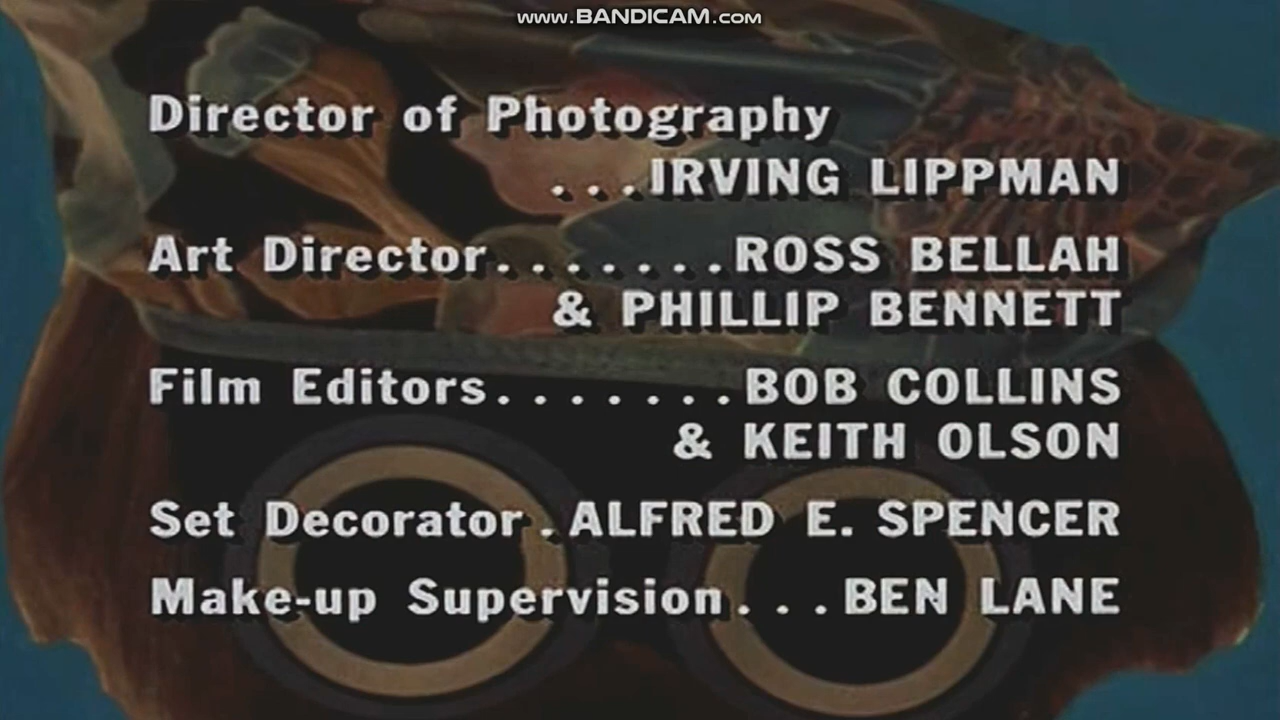 www.BANDICAM.com
Director of Photography
...IRVING LIPPMAN
Art Director.......ROSS BELLAH
& PHILLIP BENNETT
Film Editors.......BOB COLLINS
& KEITH OLSON
Set Decorator.ALFRED E. SPENCER
Make-up Supervision...BEN LANE